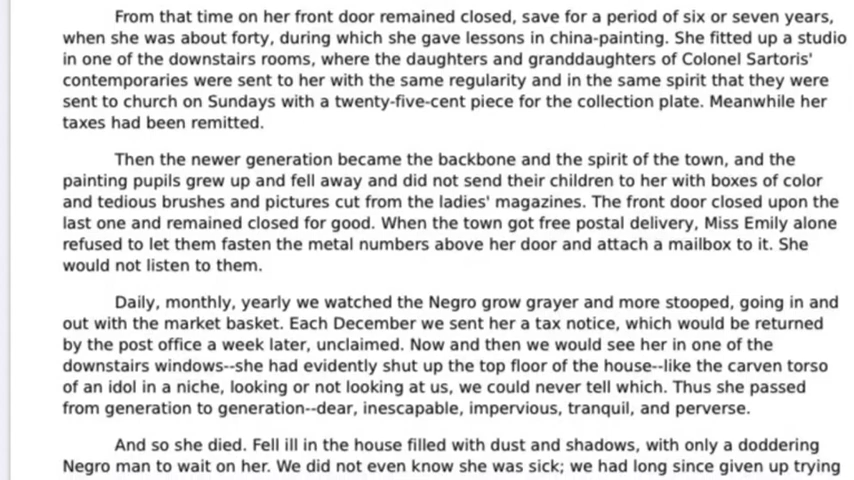 From that time on her front door remained closed, save for a period of six or seven years,
when she was about forty, during which she gave lessons in china-painting. She fitted up a studio
in one of the downstairs rooms, where the daughters and granddaughters of Colonel Sartoris'
contemporaries were sent to her with the same regularity and in the same spirit that they were
sent to church on Sundays with a twenty-five-cent piece for the collection plate. Meanwhile her
taxes had been remitted.
Then the newer generation became the backbone and the spirit of the town, and the
painting pupils grew up and fell away and did not send their children to her with boxes of color
and tedious brushes and pictures cut from the ladies' magazines. The front door closed upon the
last one and remained closed for good. When the town got free postal delivery, Miss Emily alone
refused to let them fasten the metal numbers above her door and attach a mailbox to it. She
would not listen to them.
Daily, monthly, yearly we watched the Negro grow grayer and more stooped, going in and
out with the market basket. Each December we sent her a tax notice, which would be returned
by the post office a week later, unclaimed. Now and then we would see her in one of the
downstairs windows--she had evidently shut up the top floor of the house--like the carven torso
of an idol in a niche, looking or not looking at us, we could never tell which. Thus she passed
from generation to generation--dear, inescapable, impervious, tranquil, and perverse.
And so she died. Fell ill in the house filled with dust and shadows, with only a doddering
Negro man to wait on her. We did not even know she was sick; we had long since given up trying